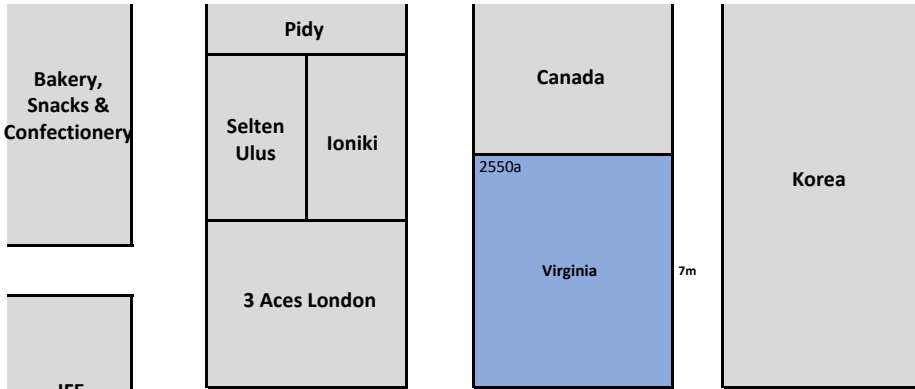 Pidy
Bakery,
Snacks &
Confectionery
Selten
Ulus
Ioniki
Canada
2550a
Korea
Virginia
7m
3 Aces London